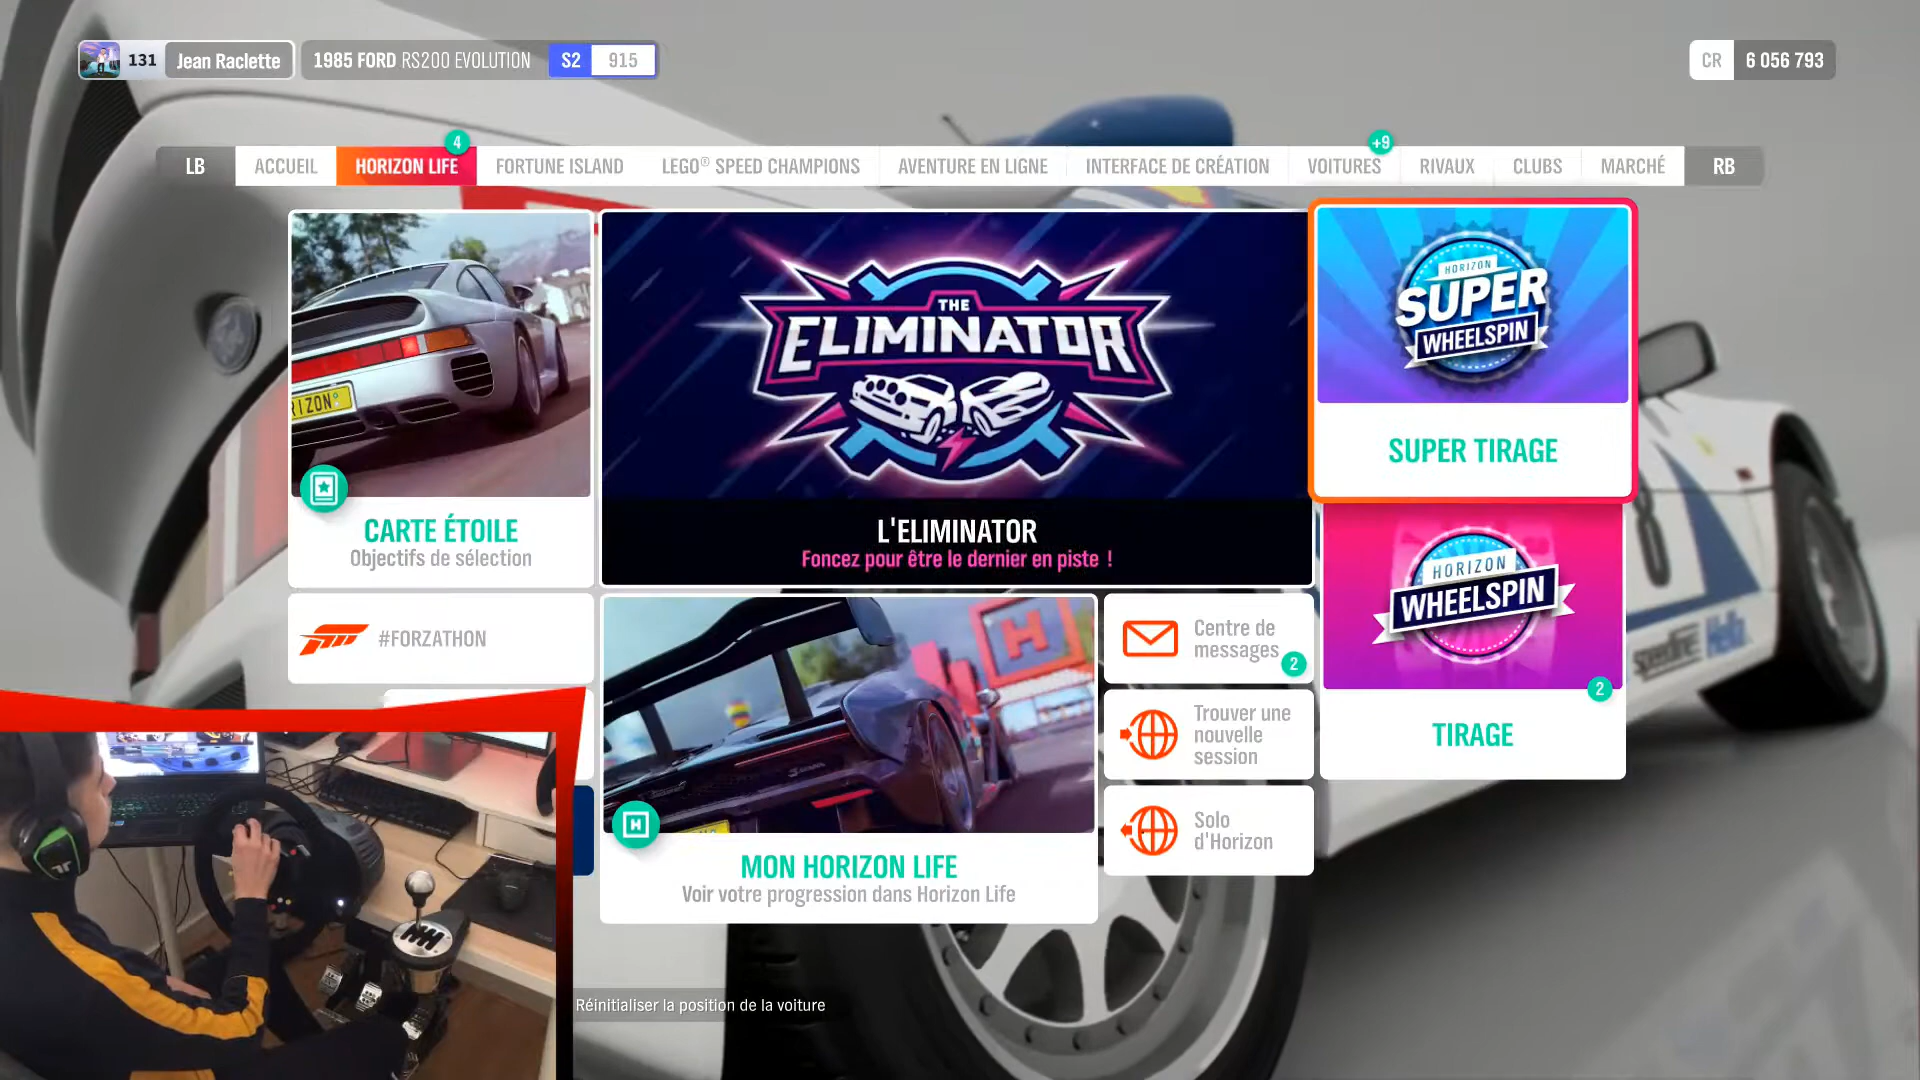 131 Jean Raclette 1985 FORD RS200 EVOLUTION S2 915 CR 6 056 793
4 +9
LB ACCUEIL HORIZON LIFE FORTUNE ISLAND LEGO® SPEED CHAMPIONS AVENTURE EN LIGNE INTERFACE DE CRÉATION VOITURES RIVAUX CLUBS MARCHÉ RB
RIZON
CARTE ÉTOILE
Objectifs de sélection
#FORZATHON
THE
ELIMINATOR
L'ELIMINATOR
Foncez pour être le dernier en piste !
HORIZON
SUPER
WHEELSPIN
SUPER TIRAGE
HORIZON
WHEELSPIN
2
TIRAGE
H
H
MON HORIZON LIFE
Voir votre progression dans Horizon Life
Centre de
messages
2
Trouver une
nouvelle
session
Solo
d'Horizon
8
Speedline Hella
Réinitialiser la position de la voiture